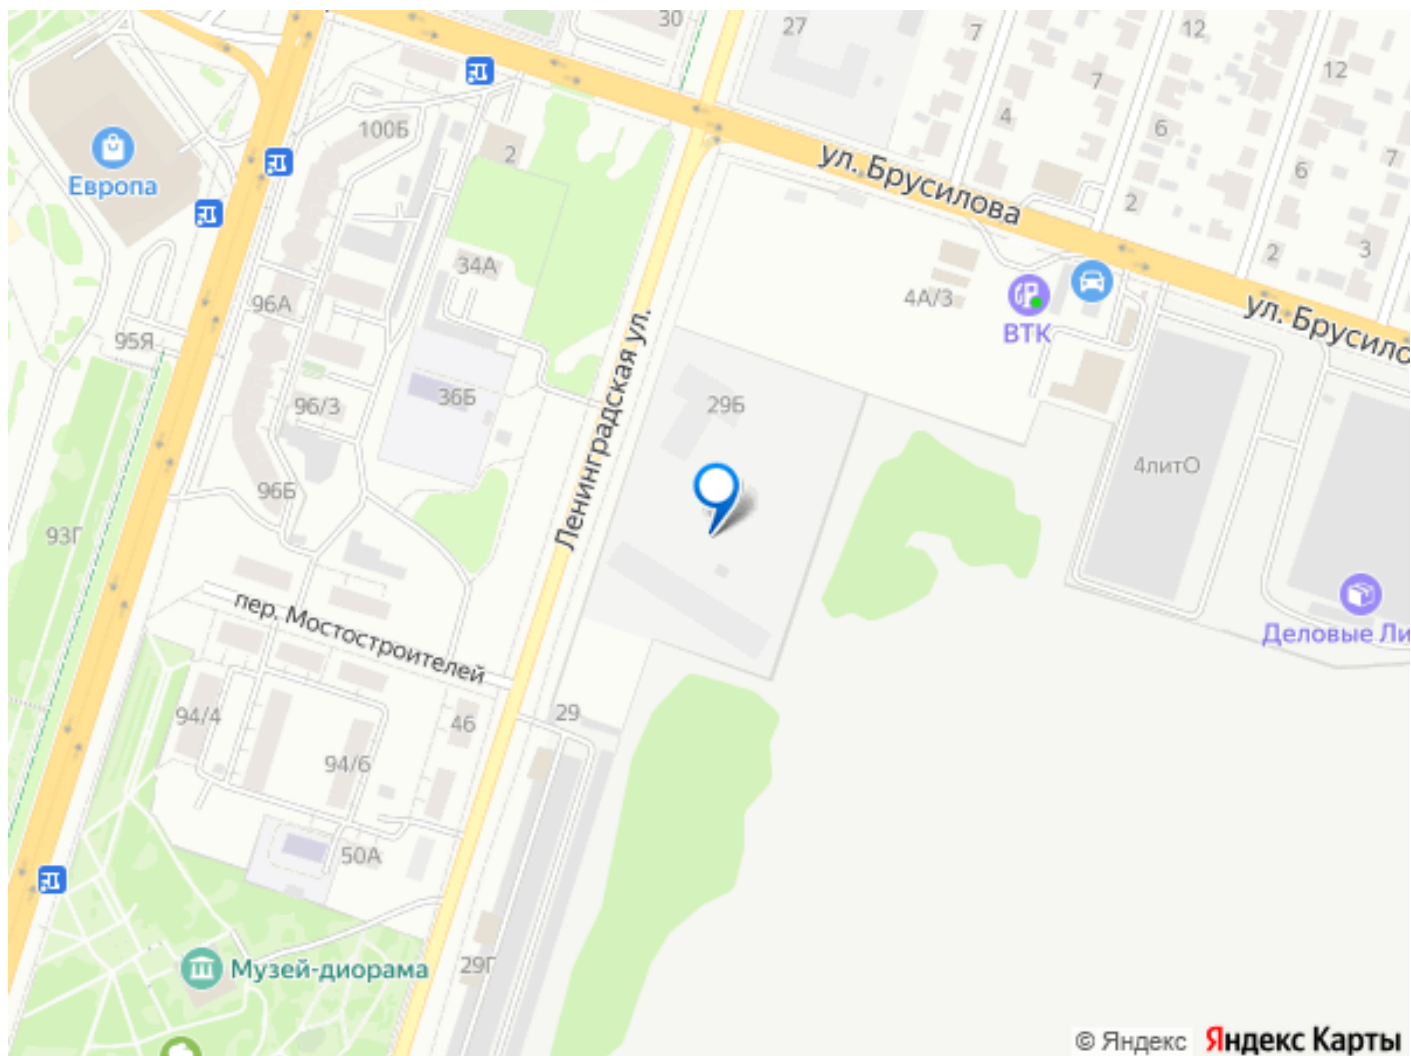 30
27
7
12
12
7
100Б
4
6
2
7
Европа
ул. Брусилова
6
2
34А
2
3
4А/3
96А
ул. Брусило
ВТК
95Я
Ленинградская ул.
36Б
96/3
29Б
4литО
96Б
93Г
Деловые Ли
пер. Мостостроителей
94/4
46
29
94/6
50А
Музей-диорама
29Г
© Яндекс Яндекс Карты